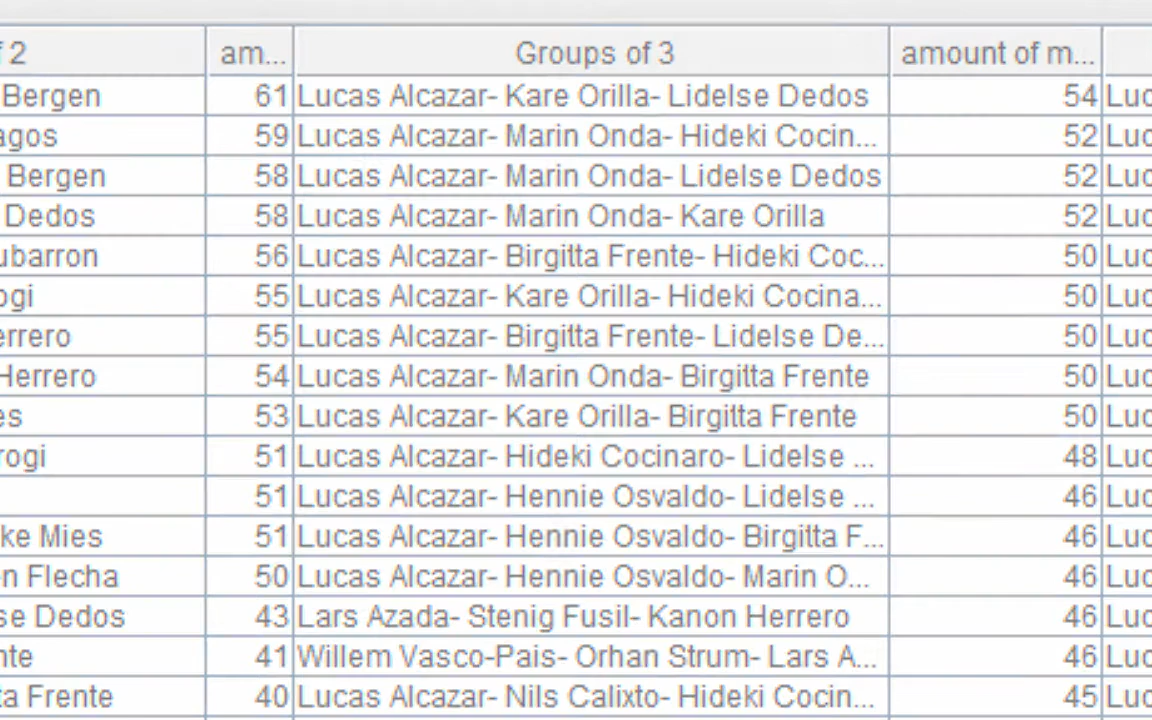 f 2 am... Groups of 3 amount of m...
Bergen 61 Lucas Alcazar- Kare Orilla- Lidelse Dedos 54 Luc
agos 59 Lucas Alcazar- Marin Onda- Hideki Cocin... 52 Luc
Bergen 58 Lucas Alcazar- Marin Onda- Lidelse Dedos 52 Luc
Dedos 58 Lucas Alcazar- Marin Onda- Kare Orilla 52 Luc
ubarron 56 Lucas Alcazar- Birgitta Frente- Hideki Coc... 50 Luc
ogi 55 Lucas Alcazar- Kare Orilla- Hideki Cocina... 50 Luc
errero 55 Lucas Alcazar- Birgitta Frente- Lidelse De... 50 Luc
Herrero 54 Lucas Alcazar- Marin Onda- Birgitta Frente 50 Luc
es 53 Lucas Alcazar- Kare Orilla- Birgitta Frente 50 Luc
rogi 51 Lucas Alcazar- Hideki Cocinaro- Lidelse ... 48 Luc
51 Lucas Alcazar- Hennie Osvaldo- Lidelse ... 46 Luc
ke Mies 51 Lucas Alcazar- Hennie Osvaldo- Birgitta F... 46 Luc
n Flecha 50 Lucas Alcazar- Hennie Osvaldo- Marin O... 46 Luc
se Dedos 43 Lars Azada- Stenig Fusil- Kanon Herrero 46 Luc
nte 41 Willem Vasco-Pais- Orhan Strum- Lars A... 46 Luc
ta Frente 40 Lucas Alcazar- Nils Calixto- Hideki Cocin... 45 Luc